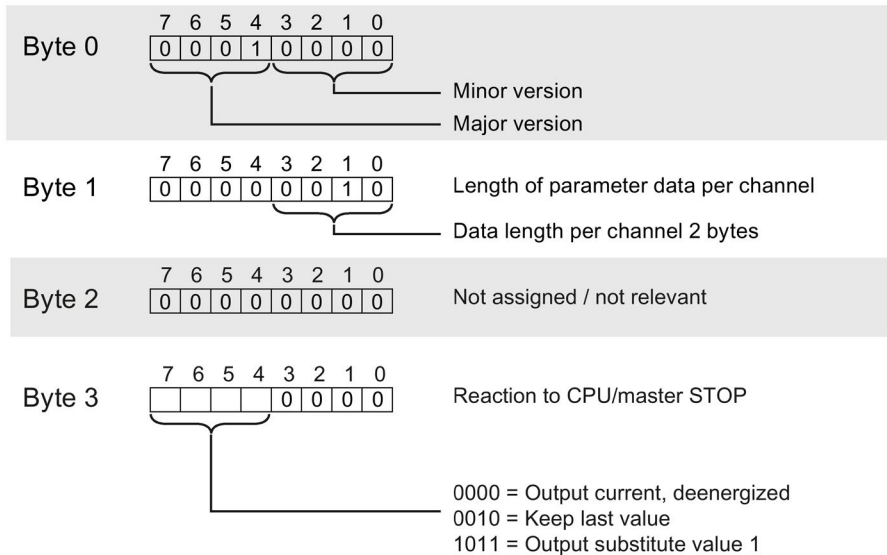 7 6 5 4 3 2 1 0
Byte 0 0 0 0 1 0 0 0 0
Minor version
Major version
7 6 5 4 3 2 1 0
Byte 1 0 0 0 0 0 0 1 0 Length of parameter data per channel
Data length per channel 2 bytes
7 6 5 4 3 2 1 0
Byte 2 0 0 0 0 0 0 0 0 Not assigned / not relevant
7 6 5 4 3 2 1 0
Byte 3 0 0 0 0 Reaction to CPU/master STOP
0000 = Output current, deenergized
0010 = Keep last value
1011 = Output substitute value 1